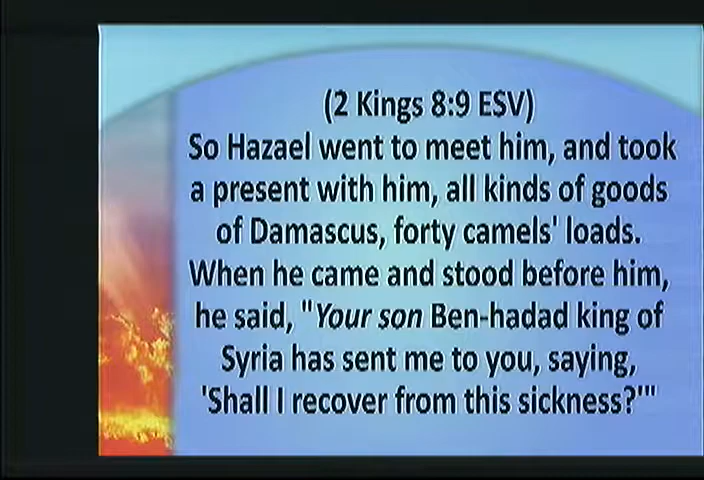 (2 Kings 8:9 ESV)
So Hazael went to meet him, and took
a present with him, all kinds of goods
of Damascus, forty camels' loads.
When he came and stood before him,
he said, "Your son Ben-hadad king of
Syria has sent me to you, saying,
'Shall I recover from this sickness?'"